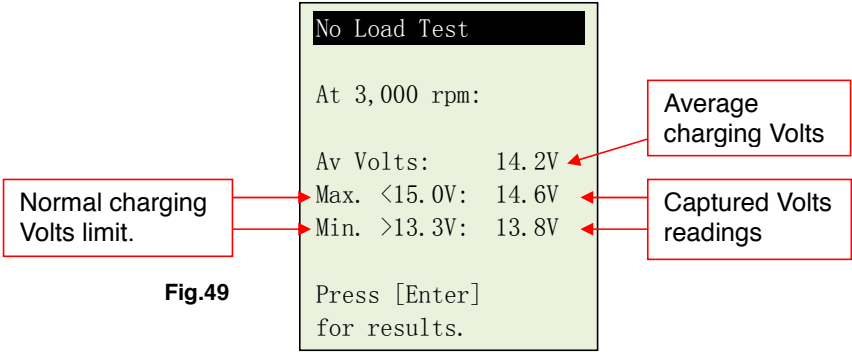 No Load Test
At 3,000 rpm:
Av Volts: 14.2V
Max. <15.0V: 14.6V
Min. >13.3V: 13.8V
Press [Enter]
for results.
Average
charging Volts
Normal charging
Volts limit.
Captured Volts
readings
Fig.49